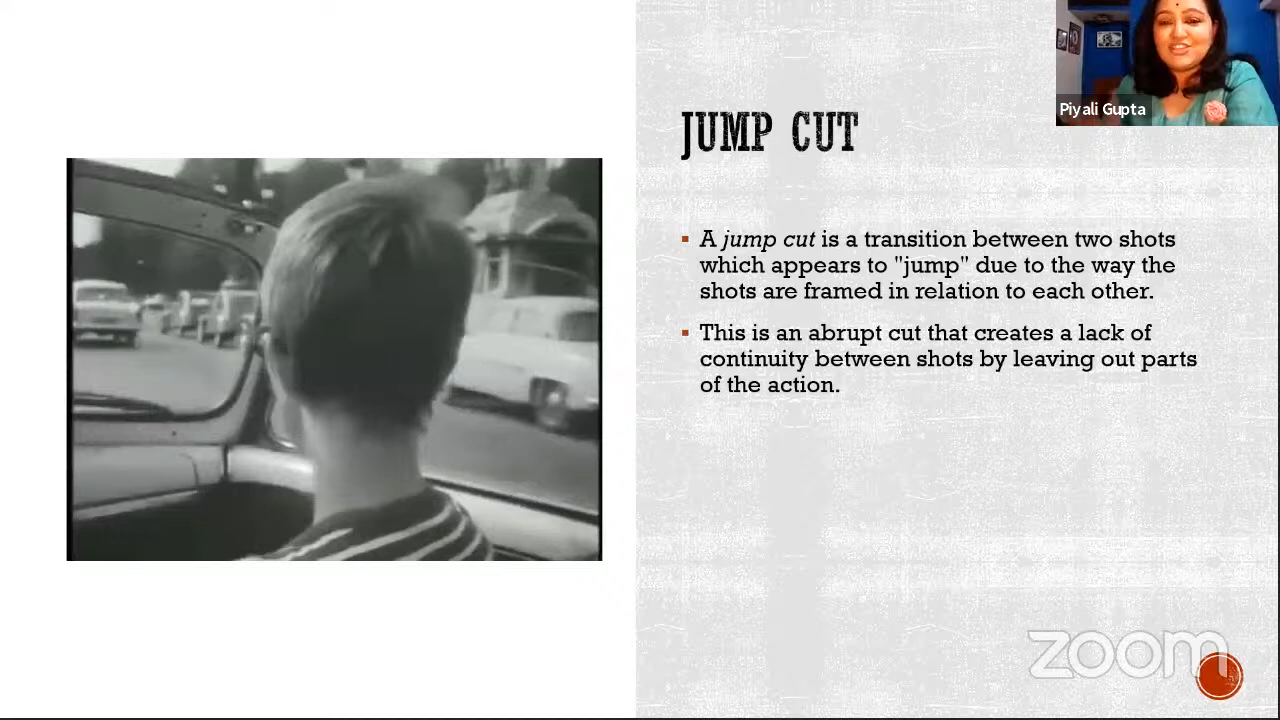 Piyali Gupta
JUMP CUT
A jump cut is a transition between two shots
which appears to "jump" due to the way the
shots are framed in relation to each other.
This is an abrupt cut that creates a lack of
continuity between shots by leaving out parts
of the action.
zoom